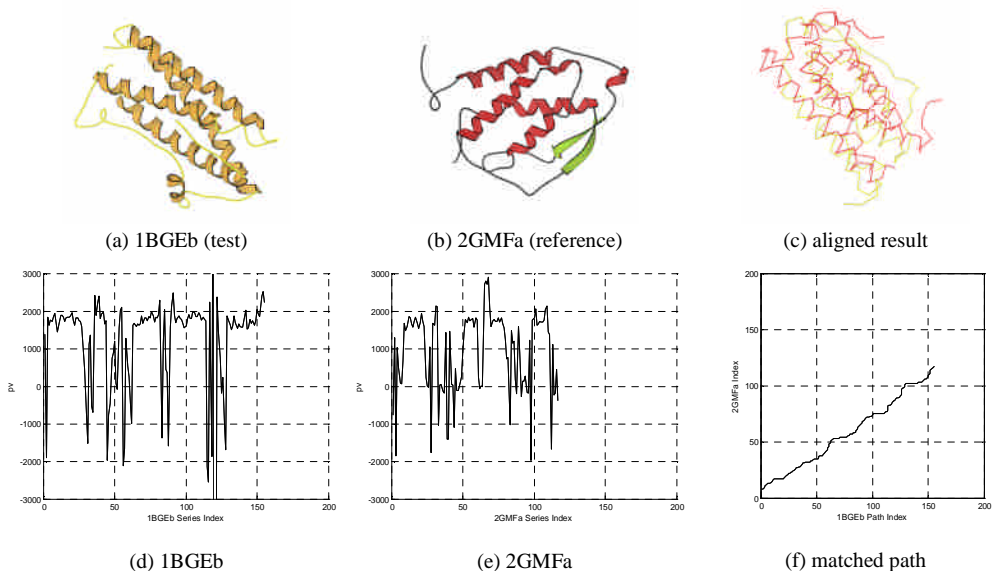 (a) 1BGEb (test)
(b) 2GMFa (reference)
(c) aligned result
3000
2000
1000
0
-1000
-2000
-3000
pv
0
50
100
150
200
1BGEb Series Index
3000
2000
1000
0
-1000
-2000
-3000
pv
0
50
100
150
200
2GMFa Series Index
200
150
100
50
0
2GMFa Index
0
50
100
150
200
1BGEb Path Index
(d) 1BGEb
(e) 2GMFa
(f) matched path